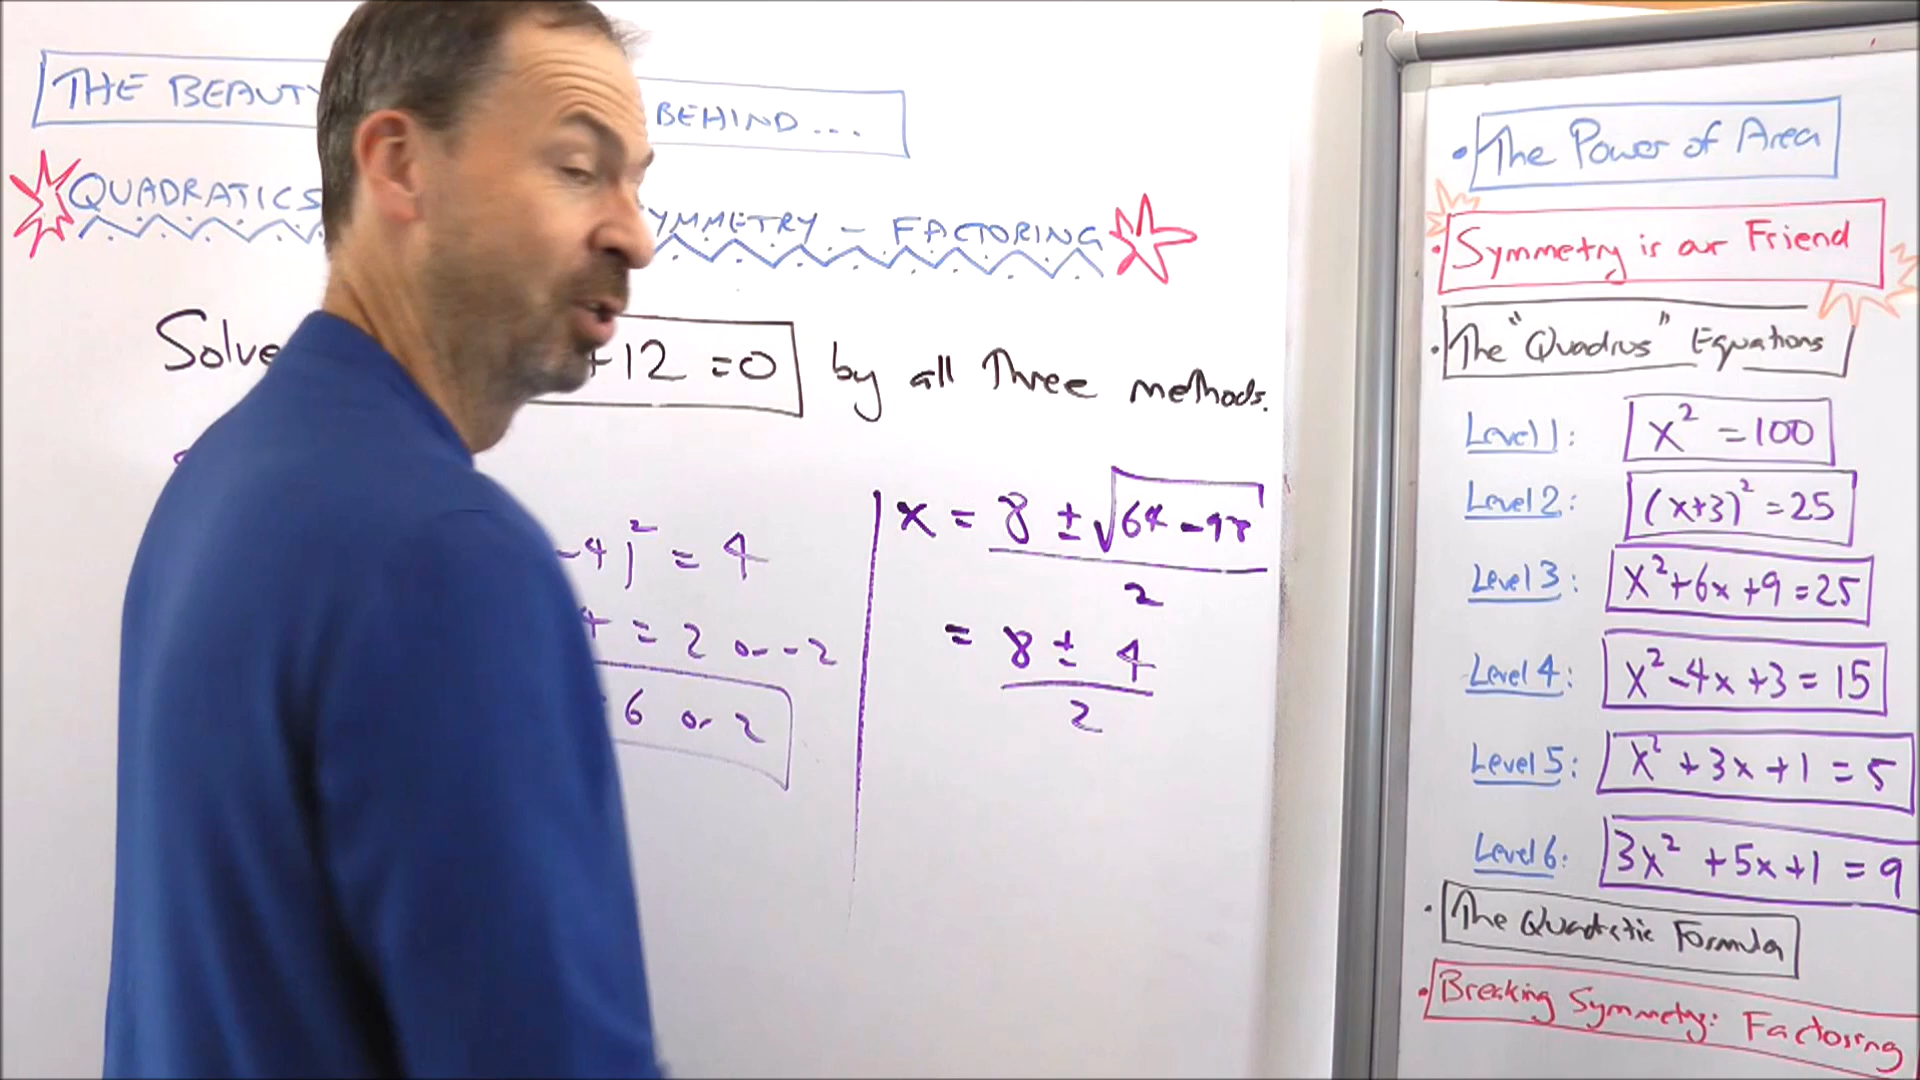 THE BEAUTY BEHIND...
QUADRATICS YMMETRY - FACTORING
Solve +12 = 0 by all three methods.
-4)² = 4
= 2 or -2
6 or 2
x = 8 ± √64-48
2
= 8 ± 4
2
• The Power of Area
• Symmetry is our Friend
• The "Quadrus" Equations
Level 1: x² = 100
Level 2: (x+3)² = 25
Level 3: x²+6x+9=25
Level 4: x²-4x+3=15
Level 5: x²+3x+1=5
Level 6: 3x²+5x+1=9
• The Quadratic Formula
• Breaking Symmetry: Factoring